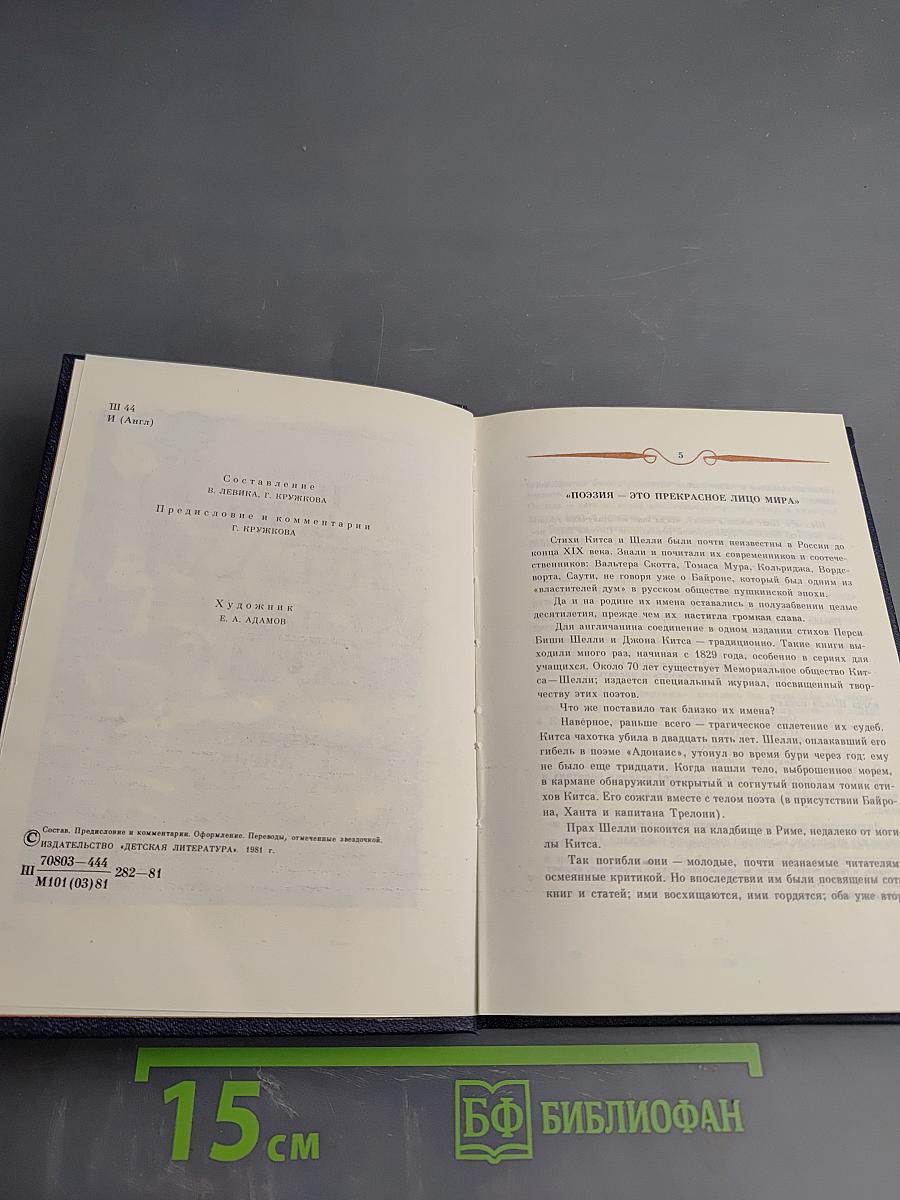 Ш 44
И (Англ)
Составление
В. ЛЕВИКА, Г. КРУЖКОВА
Предисловие и комментарии
Г. КРУЖКОВА
Художник
Е. А. АДАМОВ
© Состав. Предисловие и комментарии. Оформление. Переводы, отмеченные звездочкой.
ИЗДАТЕЛЬСТВО «ДЕТСКАЯ ЛИТЕРАТУРА». 1981 г.
70803—444
Ш 282—81
М101(03)81
5
«ПОЭЗИЯ — ЭТО ПРЕКРАСНОЕ ЛИЦО МИРА»
Стихи Китса и Шелли были почти неизвестны в России до
конца XIX века. Знали и почитали их современников и соотече-
ственников: Вальтера Скотта, Томаса Мура, Кольриджа, Вордс-
ворта, Саути, не говоря уже о Байроне, который был одним из
«властителей дум» в русском обществе пушкинской эпохи.
Да и на родине их имена оставались в полузабвении целые
десятилетия, прежде чем их настигла громкая слава.
Для англичанина соединение в одном издании стихов Перси
Биши Шелли и Джона Китса — традиционно. Такие книги вы-
ходили много раз, начиная с 1829 года, особенно в сериях для
учащихся. Около 70 лет существует Мемориальное общество Кит-
са—Шелли; издается специальный журнал, посвященный твор-
честву этих поэтов.
Что же поставило так близко их имена?
Наверное, раньше всего — трагическое сплетение их судеб.
Китса чахотка убила в двадцать пять лет. Шелли, оплакавший его
гибель в поэме «Адонаис», утонул во время бури через год: ему
не было еще тридцати. Когда нашли тело, выброшенное морем,
в кармане обнаружили открытый и согнутый пополам томик сти-
хов Китса. Его сожгли вместе с телом поэта (в присутствии Байро-
на, Ханта и капитана Трелони).
Прах Шелли покоится на кладбище в Риме, недалеко от моги-
лы Китса.
Так погибли они — молодые, почти незнаемые читателями
осмеянные критикой. Но впоследствии им были посвящены сот
книг и статей; ими восхищаются, ими гордятся; оба уже втор
15 см
БФ БИБЛИОФАН